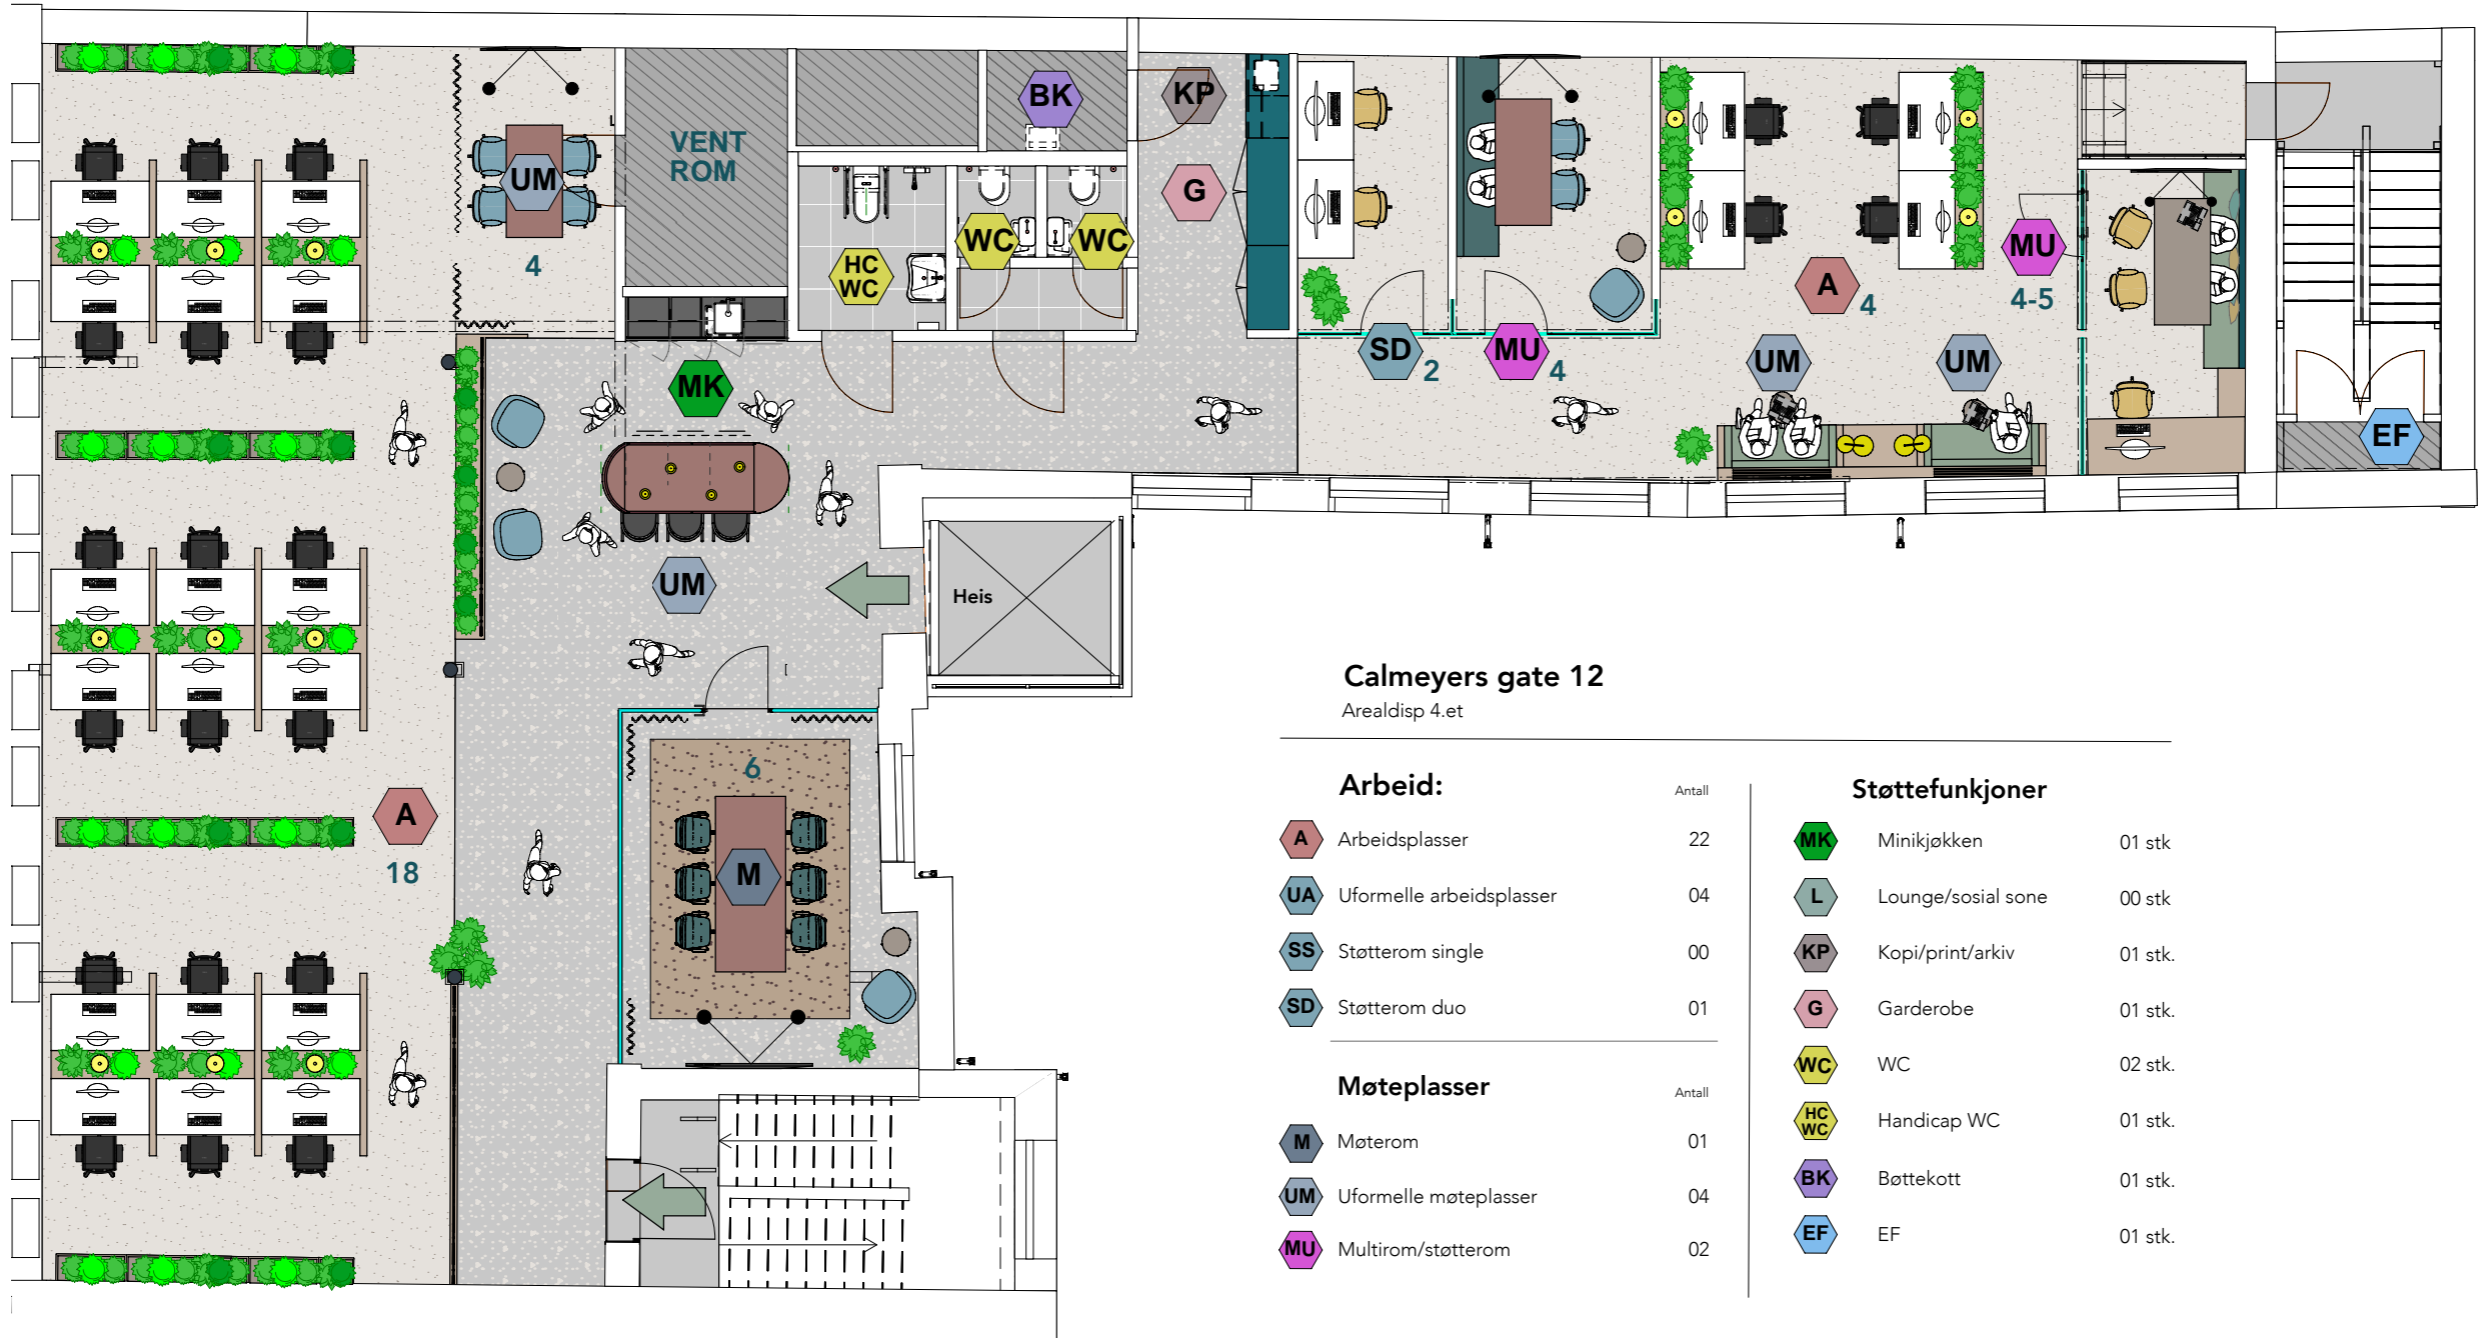 BK
KP
VENT
ROM
UM
4
G
WC
WC
HC
WC
MU
4-5
A
4
SD
2
MU
4
UM
UM
MK
EF
UM
Heis
6
M
A
18
Calmeyers gate 12
Arealdisp 4.et
Arbeid:
Antall
A Arbeidsplasser 22
UA Uformelle arbeidsplasser 04
SS Støtterom single 00
SD Støtterom duo 01
Møteplasser
Antall
M Møterom 01
UM Uformelle møteplasser 04
MU Multirom/støtterom 02
Støttefunkjoner
MK Minikjøkken 01 stk
L Lounge/sosial sone 00 stk
KP Kopi/print/arkiv 01 stk.
G Garderobe 01 stk.
WC WC 02 stk.
HC
WC Handicap WC 01 stk.
BK Bøttekott 01 stk.
EF EF 01 stk.